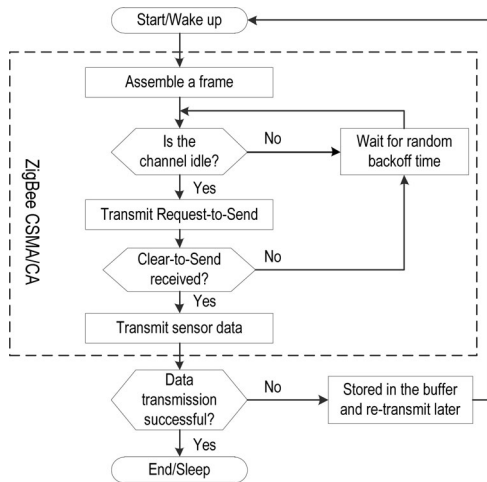 Start/Wake up
Assemble a frame
Is the
channel idle?
No
Wait for random
backoff time
Yes
Transmit Request-to-Send
Clear-to-Send
received?
No
Yes
Transmit sensor data
ZigBee CSMA/CA
Data
transmission
successful?
No
Stored in the buffer
and re-transmit later
Yes
End/Sleep